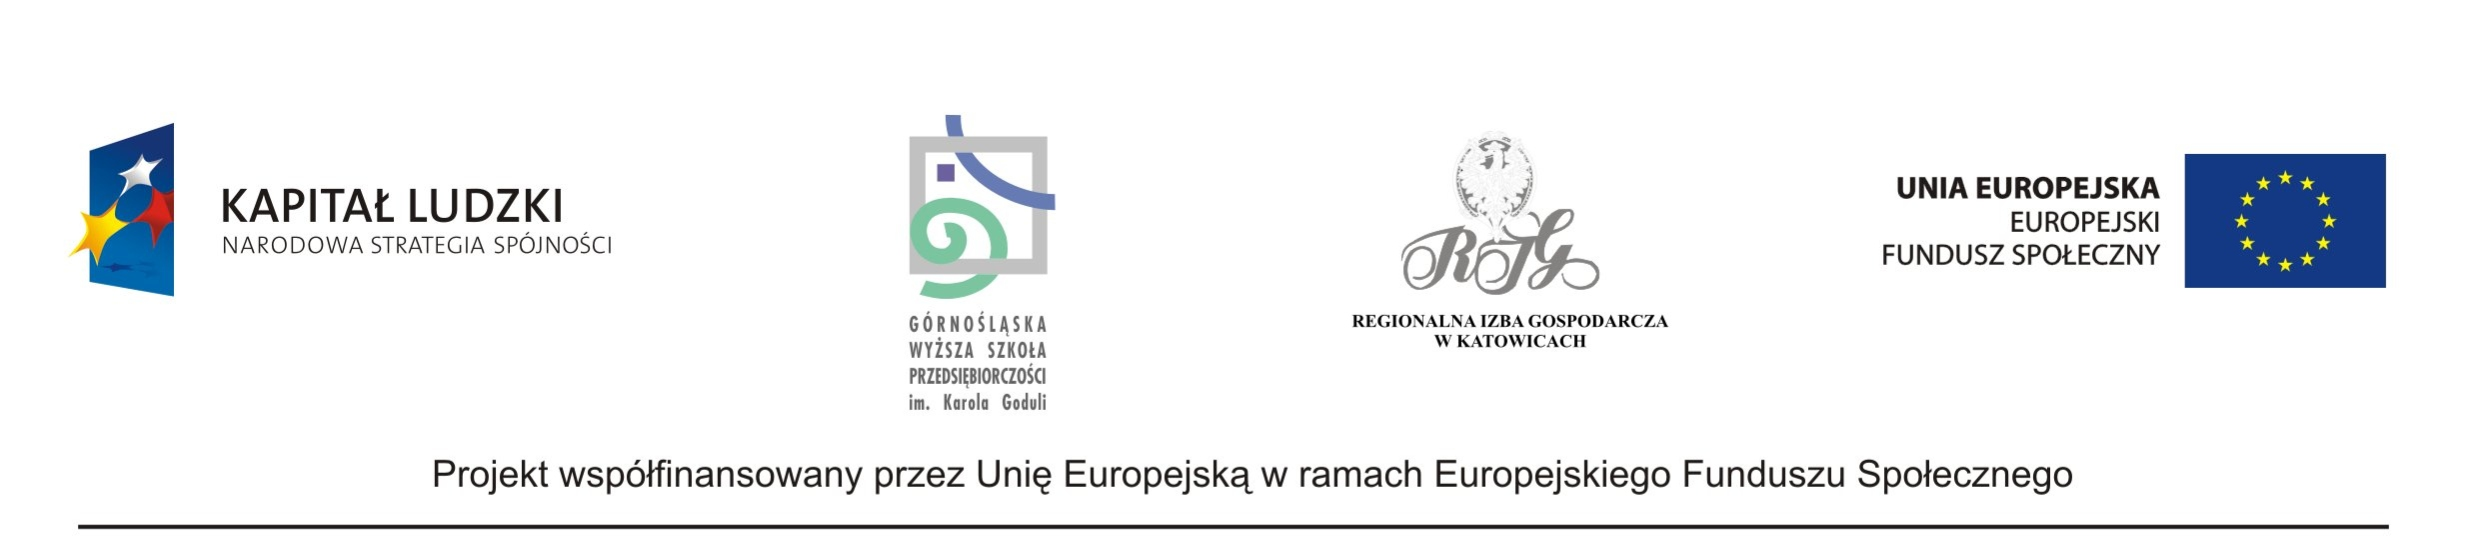 KAPITAŁ LUDZKI
NARODOWA STRATEGIA SPÓJNOŚCI
GÓRNOŚLĄSKA
WYŻSZA SZKOŁA
PRZEDSIĘBIORCZOŚCI
im. Karola Goduli
RIG
REGIONALNA IZBA GOSPODARCZA
W KATOWICACH
UNIA EUROPEJSKA
EUROPEJSKI
FUNDUSZ SPOŁECZNY
Projekt współfinansowany przez Unię Europejską w ramach Europejskiego Funduszu Społecznego